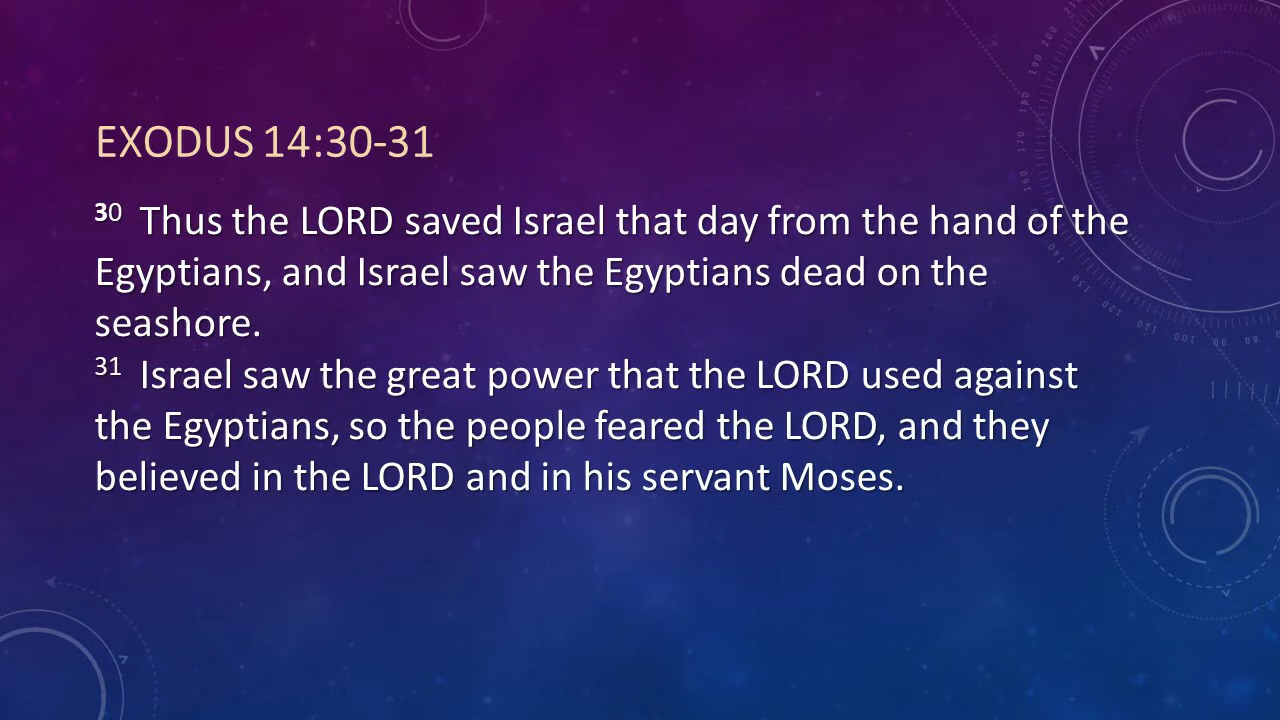 EXODUS 14:30-31
30 Thus the LORD saved Israel that day from the hand of the
Egyptians, and Israel saw the Egyptians dead on the
seashore.
31 Israel saw the great power that the LORD used against
the Egyptians, so the people feared the LORD, and they
believed in the LORD and in his servant Moses.